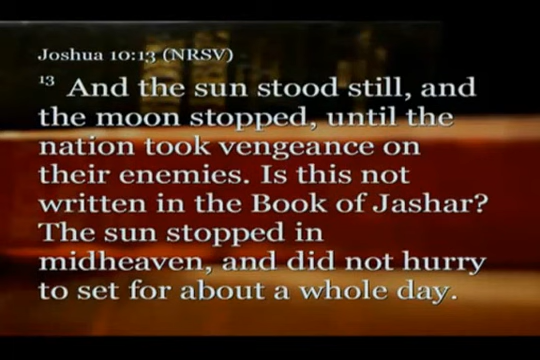 Joshua 10:13 (NRSV)
13 And the sun stood still, and
the moon stopped, until the
nation took vengeance on
their enemies. Is this not
written in the Book of Jashar?
The sun stopped in
midheaven, and did not hurry
to set for about a whole day.